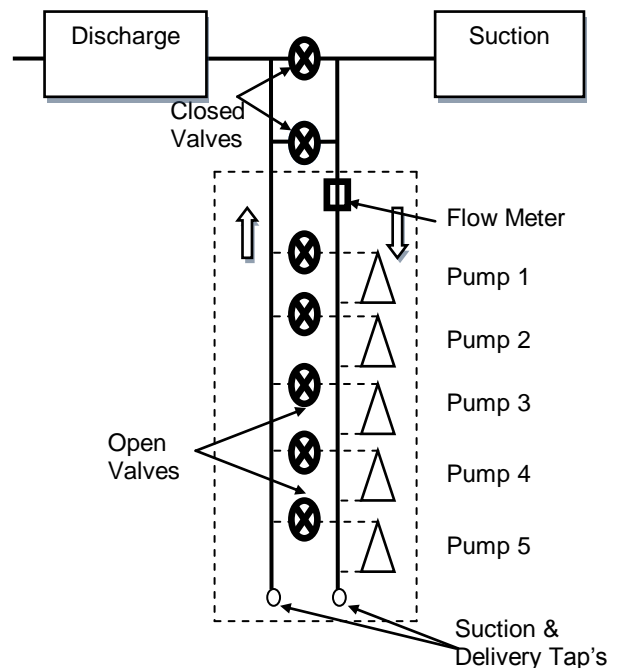 Discharge
Suction
Closed
Valves
Flow Meter
Pump 1
Pump 2
Pump 3
Open
Valves
Pump 4
Pump 5
Suction &
Delivery Tap's